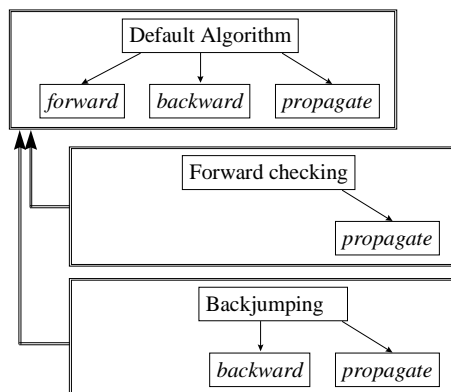 Default Algorithm
forward backward propagate
Forward checking
propagate
Backjumping
backward propagate